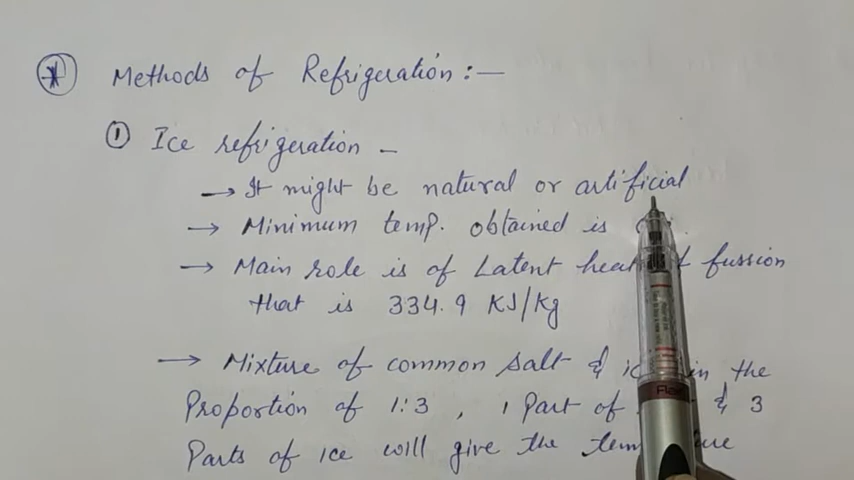 * Methods of Refrigeration:—
① Ice refrigeration -
→ It might be natural or artificial
→ Minimum temp. obtained is
→ Main role is of Latent heat fussion
that is 334.9 KJ/Kg
→ Mixture of common salt & in the
Proportion of 1:3, 1 Part of & 3
Parts of ice will give the